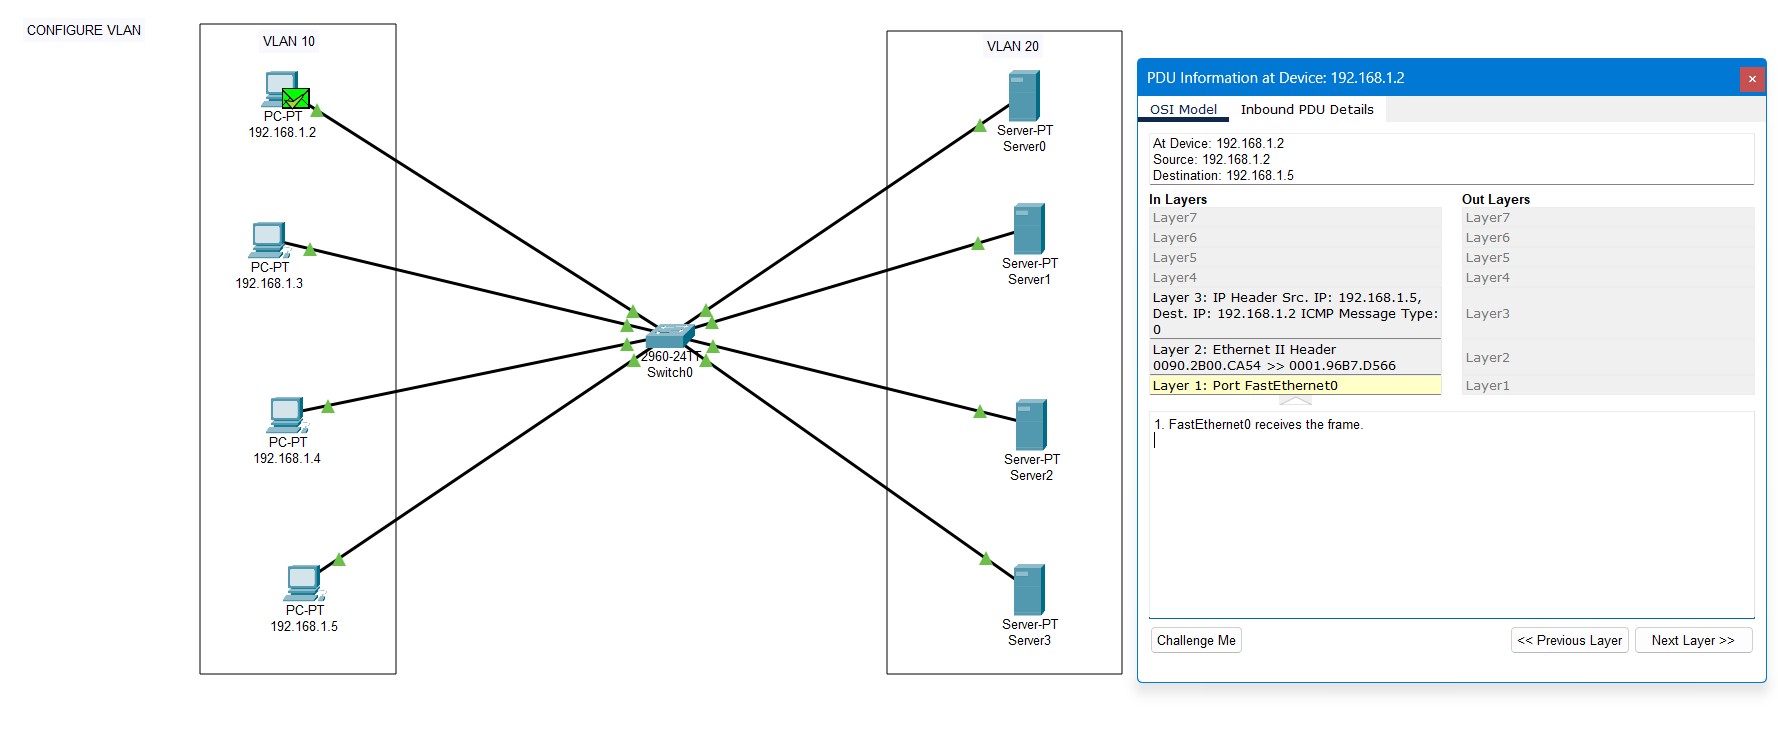 CONFIGURE VLAN
VLAN 10
PC-PT
192.168.1.2
PC-PT
192.168.1.3
PC-PT
192.168.1.4
PC-PT
192.168.1.5
2960-24TT
Switch0
VLAN 20
Server-PT
Server0
Server-PT
Server1
Server-PT
Server2
Server-PT
Server3
PDU Information at Device: 192.168.1.2
OSI Model
Inbound PDU Details
At Device: 192.168.1.2
Source: 192.168.1.2
Destination: 192.168.1.5
In Layers
Layer7
Layer6
Layer5
Layer4
Layer 3: IP Header Src. IP: 192.168.1.5,
Dest. IP: 192.168.1.2 ICMP Message Type:
0
Layer 2: Ethernet II Header
0090.2B00.CA54 >> 0001.96B7.D566
Layer 1: Port FastEthernet0
Out Layers
Layer7
Layer6
Layer5
Layer4
Layer3
Layer2
Layer1
1. FastEthernet0 receives the frame.
Challenge Me
<< Previous Layer
Next Layer >>